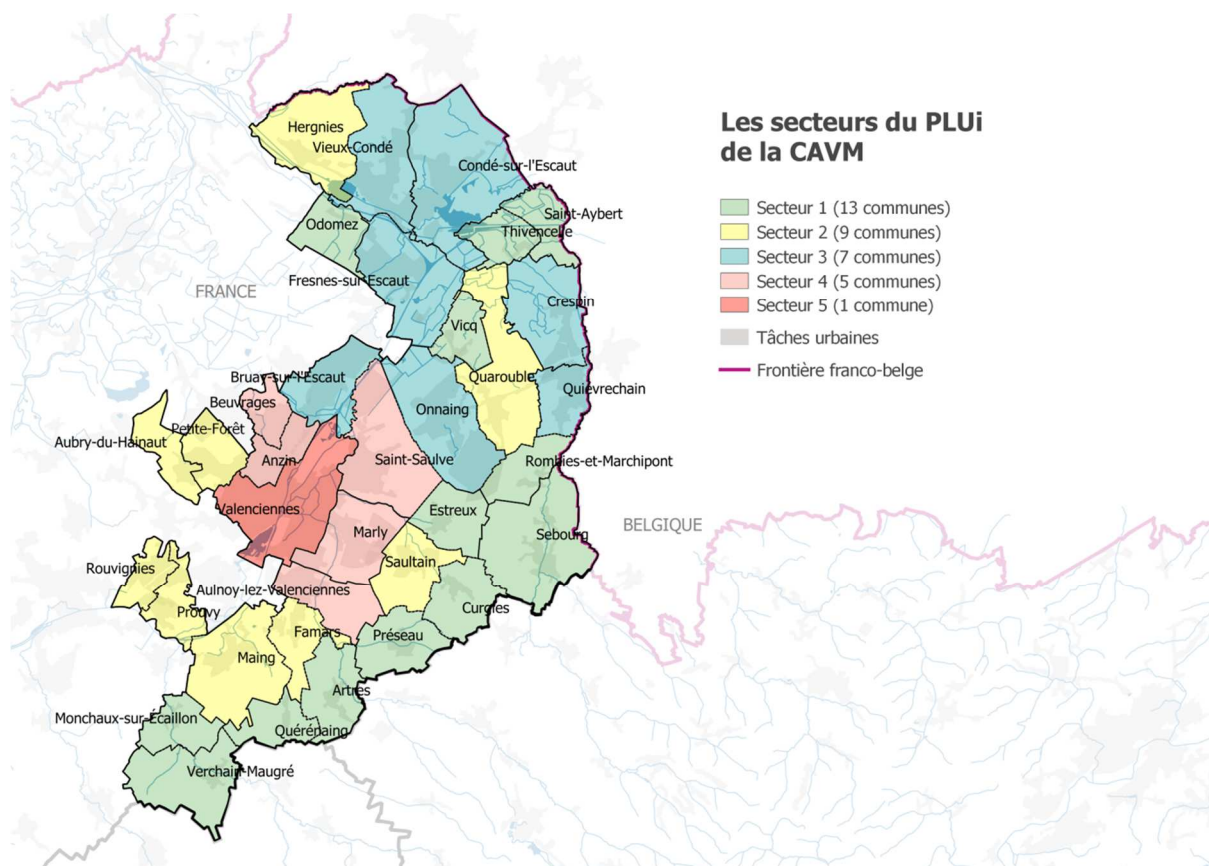 Les secteurs du PLUi
de la CAVM
Secteur 1 (13 communes)
Secteur 2 (9 communes)
Secteur 3 (7 communes)
Secteur 4 (5 communes)
Secteur 5 (1 commune)
Tâches urbaines
Frontière franco-belge
Hergnies
Vieux-Condé
Condé-sur-l'Escaut
Saint-Aybert
Odomez
Thivencelle
Fresnes-sur-Escaut
FRANCE
Crespin
Vicq
Bruay-sur-l'Escaut
Quarouble
Quiévrechain
Beuvrages
Onnaing
Petite-Forêt
Aubry-du-Hainaut
Anzin
Saint-Saulve
Rombies-et-Marchipont
Valenciennes
Estreux
BELGIQUE
Marly
Sebourg
Saultain
Rouvignies
Aulnoy-lez-Valenciennes
Prouvy
Curgies
Famars
Préseau
Maing
Artres
Monchaux-sur-Écaillon
Quérénaing
Verchain-Maugré